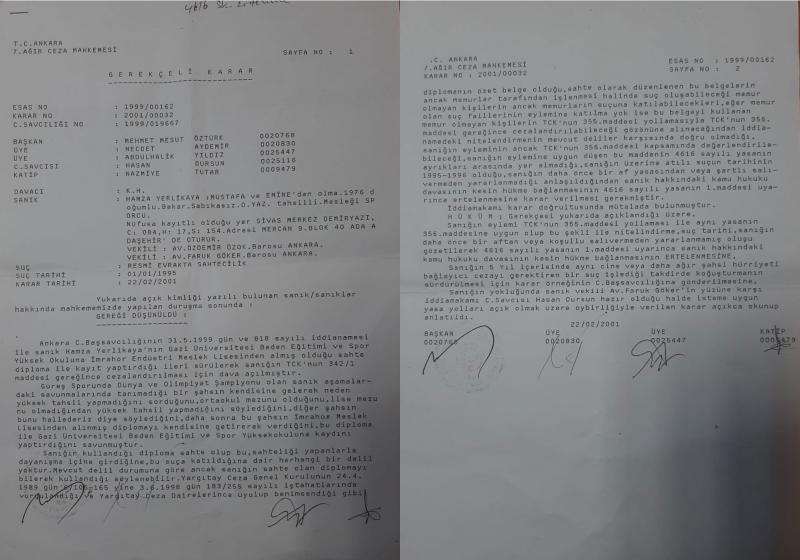 T.C.ANKARA
7.AĞIR CEZA MAHKEMESİ
SAYFA NO : 1
GEREKÇELİ KARAR
ESAS NO : 1999/00162
KARAR NO : 2001/00032
C.SAVCILIĞI NO : 1999/019667
BAŞKAN : MEHMET MESUT ÖZTÜRK 0020768
ÜYE : NECDET AYDEMİR 0020830
ÜYE : ABDULHALİK YILDIZ 0025447
C.SAVCISI : HASAN DURSUN 0025116
KATİP : NAZMİYE TUTAR 0009479
DAVACI : K.H.
SANIK : HAMZA YERLİKAYA :MUSTAFA ve EMİNE'den olma.1976 d
oğumlu.Bekar.Sabıkasız.O.YAZ. tahsilli.Mesleği SP
ORCU.
Nüfusa kayıtlı olduğu yer SİVAS MERKEZ DEMİRYAZI,
C: 084,H: 17,S: 154.Adresi MERCAN 9.BLOK 40 ADA A
DAŞEHİR' DE OTURUR.
VEKİLİ : AV.ÖZDEMİR ÖZOK.Barosu ANKARA.
VEKİLİ : AV.FARUK GÖKER.Barosu ANKARA.
SUÇ : RESMİ EVRAKTA SAHTECİLİK
SUÇ TARİHİ : 01/01/1995
KARAR TARİHİ : 22/02/2001
Yukarıda açık kimliği yazılı bulunan sanık/sanıklar
hakkında mahkememizde yapılan duruşma sonunda :
GEREĞİ DÜŞÜNÜLDÜ :
Ankara C.Başsavcılığının 31.5.1999 gün ve 818 sayılı iddianamesi
ile sanık Hamza Yerlikaya'nın Gazi Üniversitesi Beden Eğitimi ve Spor
Yüksek Okuluna İmrahor Endüstri Meslek Lisesinden almış olduğu sahte
diploma ile kayıt yaptırdığı ileri sürülerek sanığın TCK'nun 342/1
maddesi gereğince cezalandırılması için dava açılmıştır.
Güreş Sporunda Dünya ve Olimpiyat Şampiyonu olan sanık aşamalar-
daki savunmalarında tanımadığı bir şahsın kendisine gelerek neden
yüksek tahsil yapmadığını sorduğunu,ortaokul mezunu olduğunu,lise mezu
nu olmadığından yüksek tahsil yapmadığını söylediğini,diğer şahsın
bunu hallederiz diye söylediğini,daha sonra bu şahsın İmrahor Meslek
Lisesinden alınmış diplomayı kendisine getirerek verdiğini,bu diploma
ile Gazi Üniversitesi Beden Eğitimi ve Spor Yüksekokuluna kaydını
yaptırdığını savunmuştur.
Sanığın kullandığı diploma sahte olup bu,sahteliği yapanlarla
dayanışma içine girdiğine,bu suça katıldığına dair herhangi bir delil
yoktur.Mevcut delil durumuna göre ancak sanığın sahte olan diplomayı
bilerek kullandığı söylenebilir.Yargıtay Ceza Genel Kurulunun 24.4.
1989 gün 6/106-165 yine 3.6.1998 gün 183/255 sayılı içtahatlarında
vurgulandığı ve Yargıtay Ceza Dairelerince uyulop benimsendiği gibi
.C. ANKARA
7.AĞIR CEZA MAHKEMESİ
KARAR NO : 2001/00032
ESAS NO : 1999/00162
SAYFA NO : 2
diplomanın özet belge olduğu,sahte olarak düzenlenen bu belgelerin
ancak memurlar tarafından işlenmesi halinde suç oluşabileceği memur
olmayan kişilerin ancak memurların suçuna katılabilecekleri,eğer memur
olan suç faillerinin eylemine katılma yok ise bu belgeyi kullanan
memur olmayan kişilerin TCK'nun 356.maddesi yollamasıyla TCK'nun 355.
maddesi gereğince cezalandırılabileceği gözönüne alınacağından iddia-
namedeki nitelendirmenin mevcut deliller karşısında doğru olmadığı,
sanığın eyleminin ancak TCK'nun 356.maddesi kapsamında değerlendirile-
bileceği,sanığın eylemine uygun düşen bu maddenin 4616 sayılı yasanın
ayrıkları arasında yer almadığı,sanığın üzerine atılı suçun tarihinin
1995-1996 olduğu,sanığın daha önce bir af yasasından veya şartlı sali-
vermeden yararlanmadığı anlaşıldığından sanık hakkındaki kamu hukuku
davasının kesin hükme bağlanmasının 4616 sayılı yasanın 1.maddesi uya-
rınca ertelenmesine karar verilmesi gerekmiştir.
İddiamakamı karar doğrultusunda mütalada bulunmuştur.
H Ü K Ü M : Gerekçesi yukarıda açıklandığı üzere,
Sanığın eylemi TCK'nun 355.maddesi yollaması ile aynı yasanın
356.maddesine uygun olup bu şekil ile nitelendirme,suç tarihi,sanığın
daha önce bir aftan veya koşullu salıvermeden yararlanmamış oluşu
gözetilerek 4616 sayılı yasanın 1.maddesi uyarınca sanık hakkındaki
kamu hukuku davasının kesin hükme bağlanmasının ERTELENMESİNE,
Sanığın 5 Yıl içerisinde aynı cins veya daha ağır şahsi hürriyeti
bağlayıcı cezayı gerektiren bir suç işlediği takdirde koğuşturmanın
sürdürülmesi için karar örneğinin C.Başsavcılığına gönderilmesine,
Sanığın yokluğunda sanık vekili Av.Faruk Göker'in yüzüne karşı
iddiamakamı C.Savcısı Hasan Dursun hazır olduğu halde isteme uygun
yasa yolları açık olmak üzere oybirliğiyle verilen karar açıkca okunup
anlatıldı.
22/02/2001
BAŞKAN ÜYE ÜYE KATİP
0020768 0020830 0025447